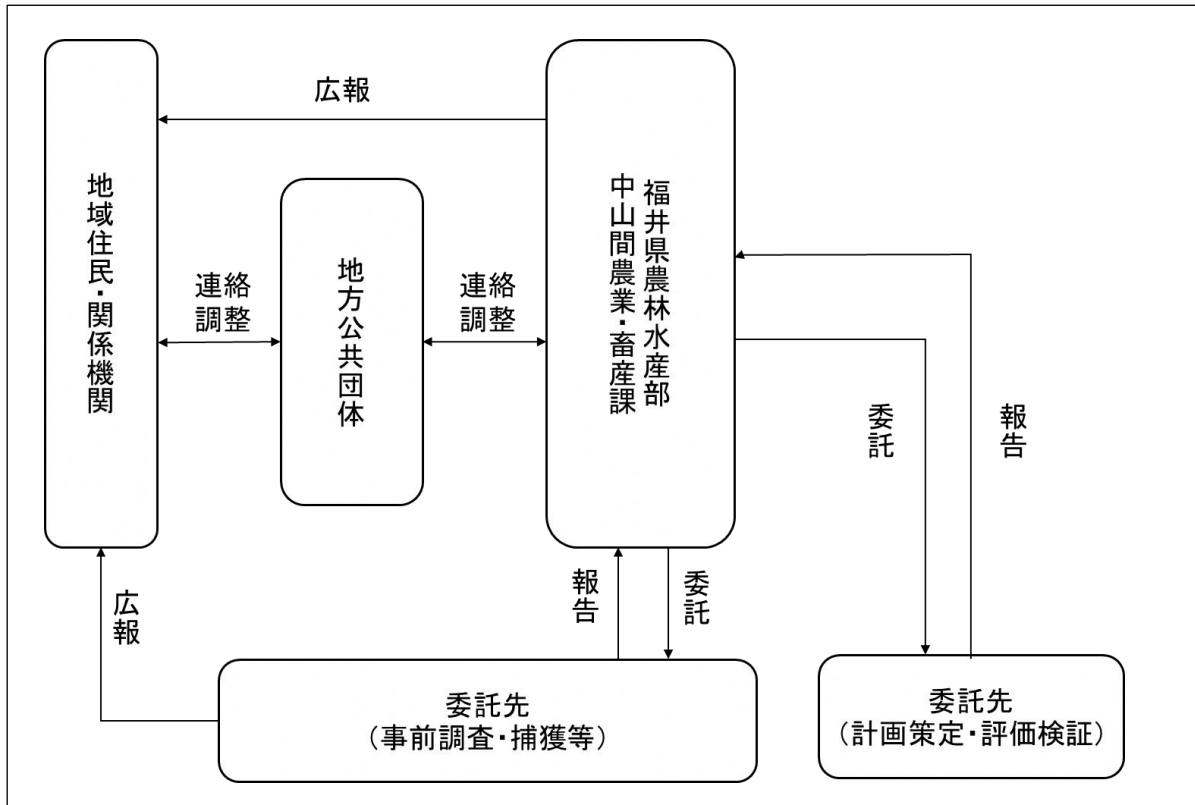 広報
地域住民・関係機関
連絡
調整
地方公共団体
連絡
調整
福井県農林水産部
中山間農業・畜産課
委託
報告
広報
報告
委託
委託先
（事前調査・捕獲等）
委託先
（計画策定・評価検証）